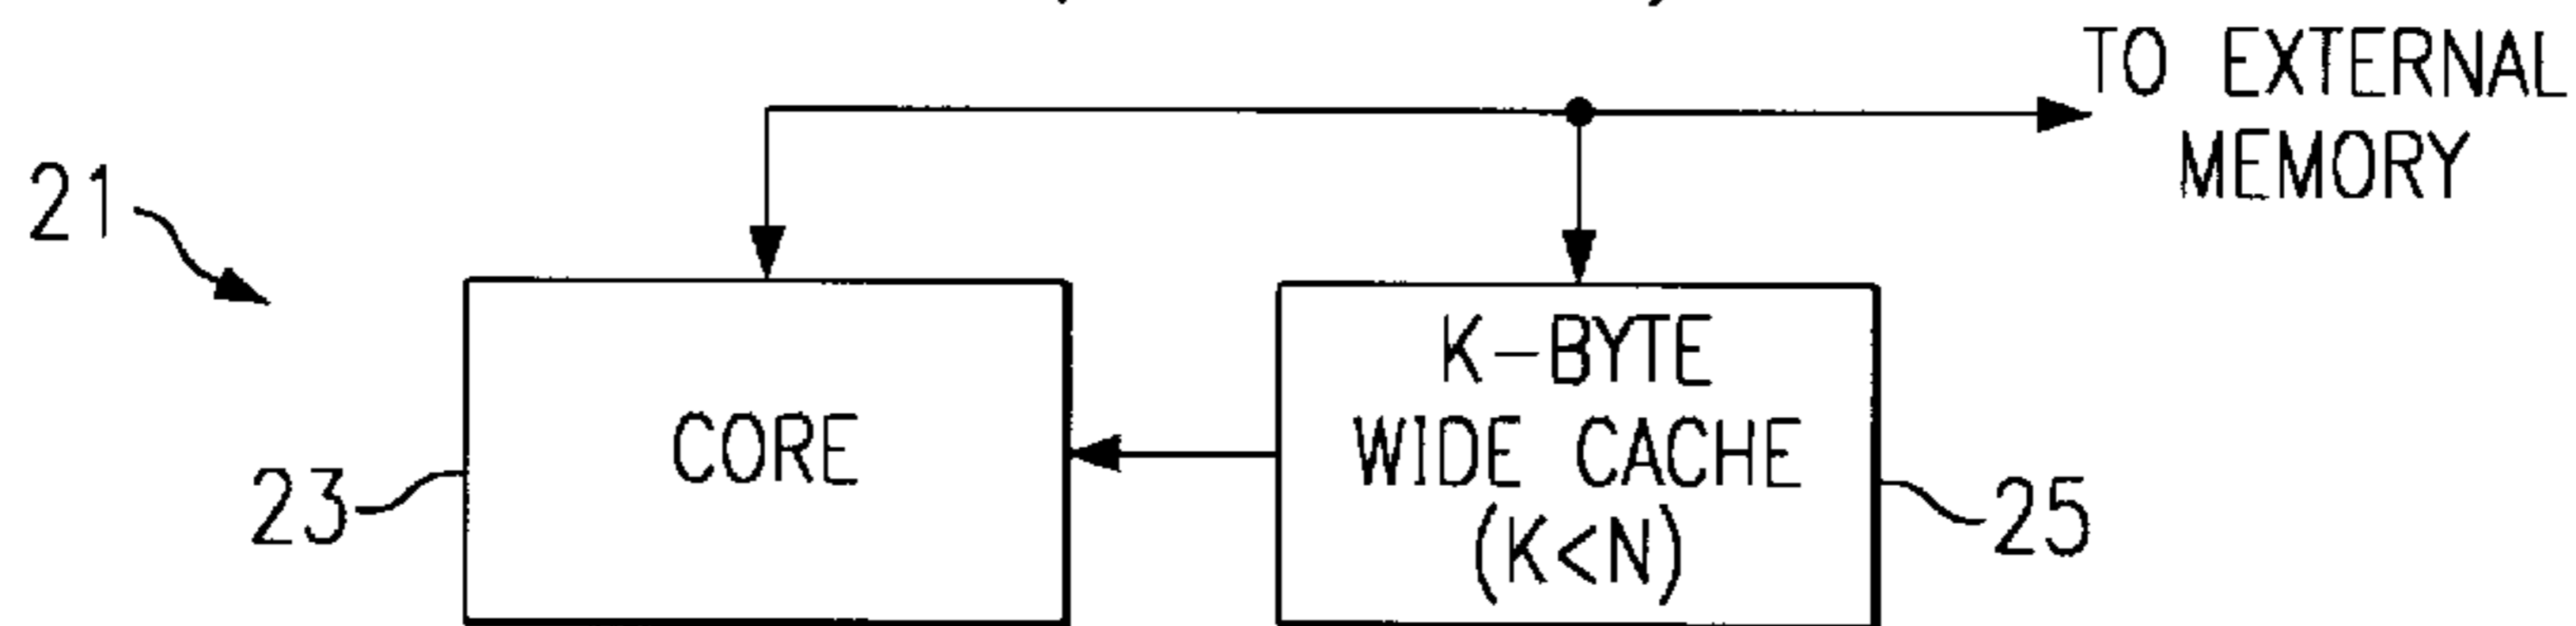 TO EXTERNAL
MEMORY
21
CORE
23
K-BYTE
WIDE CACHE
(K<N)
25